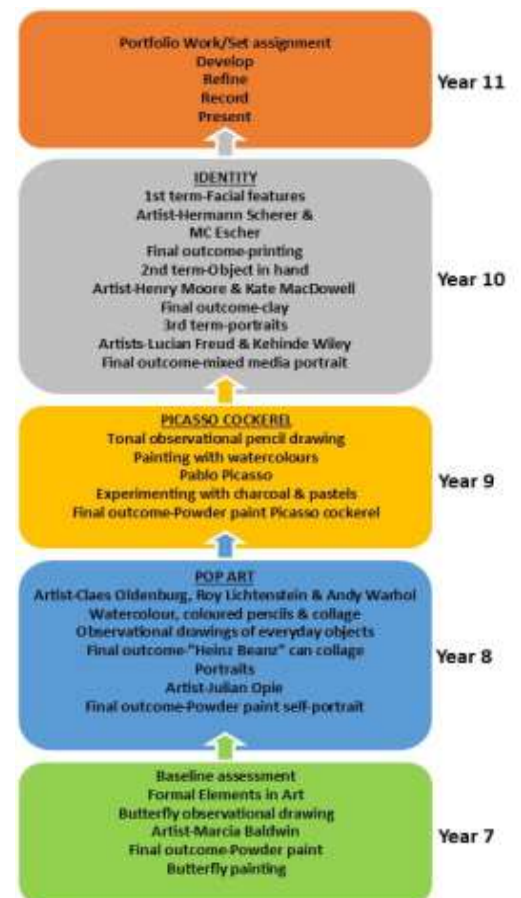 Portfolio Work/Set assignment
Develop
Refine
Record
Present
Year 11
IDENTITY
1st term-Facial features
Artist-Hermann Scherer &
MC Escher
Final outcome-printing
2nd term-Object in hand
Artist-Henry Moore & Kate MacDowell
Final outcome-clay
3rd term-portraits
Artists-Lucian Freud & Kehinde Wiley
Final outcome-mixed media portrait
Year 10
PICASSO COCKEREL
Tonal observational pencil drawing
Painting with watercolours
Pablo Picasso
Experimenting with charcoal & pastels
Final outcome-Powder paint Picasso cockerel
Year 9
POP ART
Artist-Claes Oldenburg, Roy Lichtenstein & Andy Warhol
Watercolour, coloured pencils & collage
Observational drawings of everyday objects
Final outcome-"Heinz Beanz" can collage
Portraits
Artist-Julian Opie
Final outcome-Powder paint self-portrait
Year 8
Baseline assessment
Formal Elements in Art
Butterfly observational drawing
Artist-Marcia Baldwin
Final outcome-Powder paint
Butterfly painting
Year 7